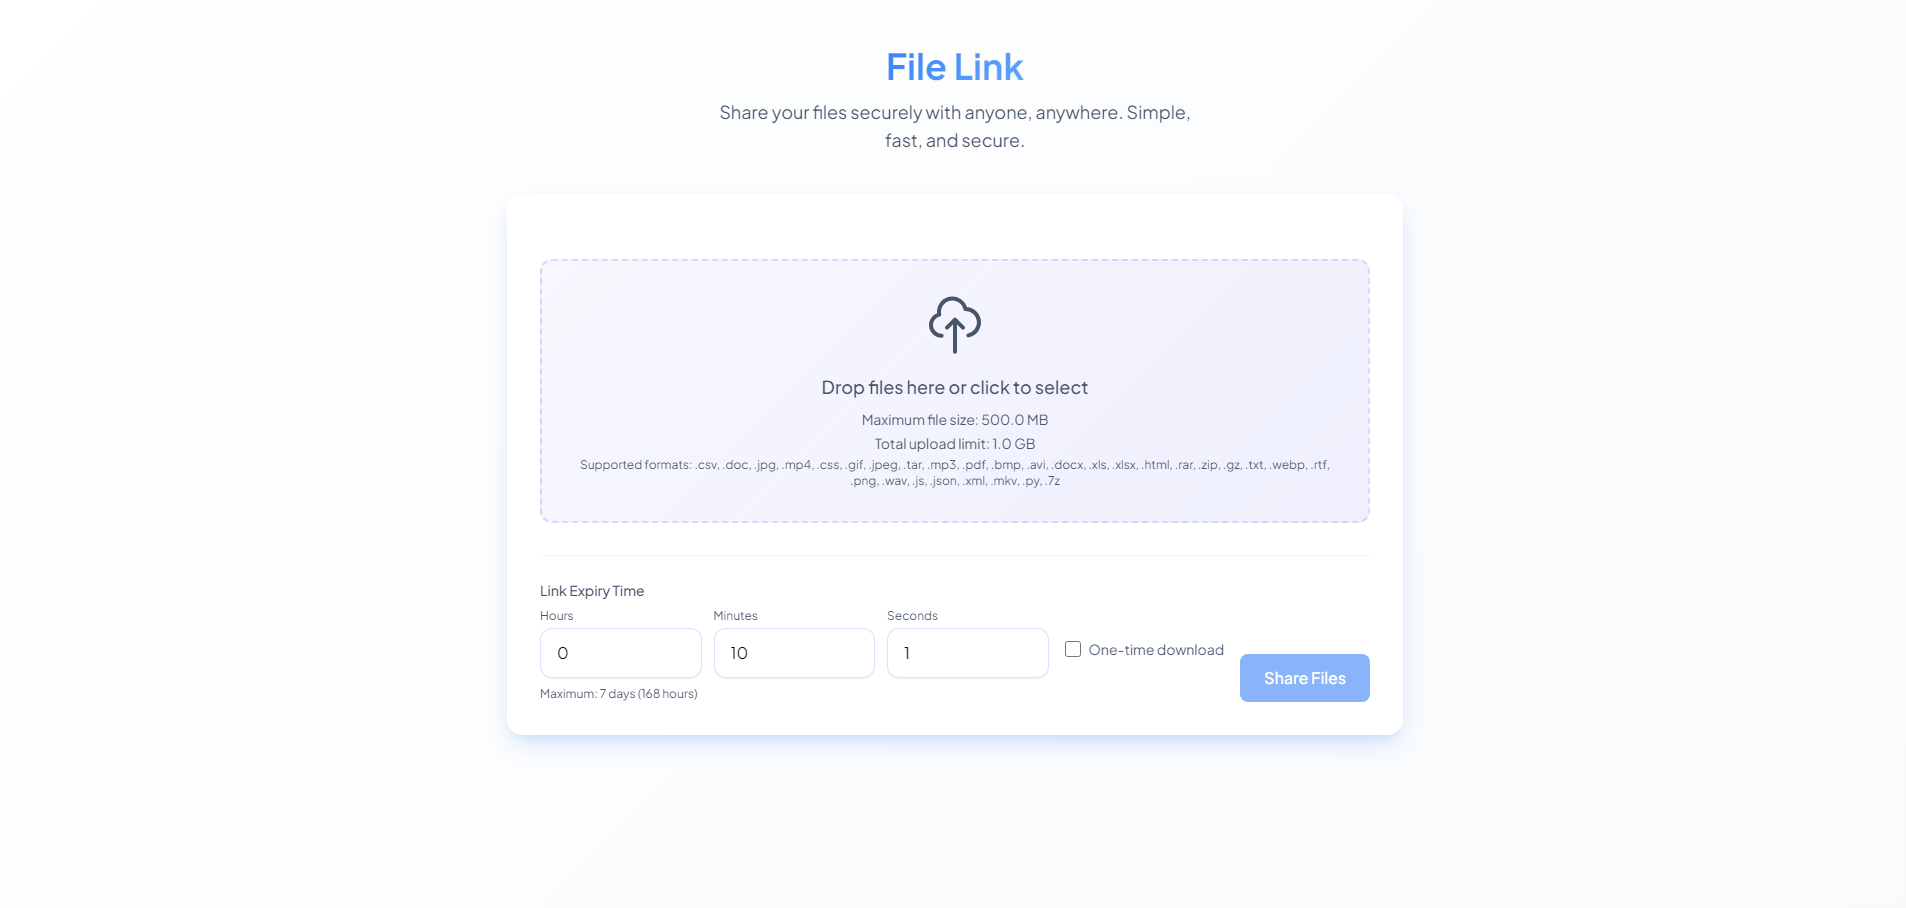 File Link
Share your files securely with anyone, anywhere. Simple,
fast, and secure.
Drop files here or click to select
Maximum file size: 500.0 MB
Total upload limit: 1.0 GB
Supported formats: .csv, .doc, .jpg, .mp4, .css, .gif, .jpeg, .tar, .mp3, .pdf, .bmp, .avi, .docx, .xls, .xlsx, .html, .rar, .zip, .gz, .txt, .webp, .rtf,
.png, .wav, .js, .json, .xml, .mkv, .py, .7z
Link Expiry Time
Hours Minutes Seconds
0 10 1 One-time download
Share Files
Maximum: 7 days (168 hours)